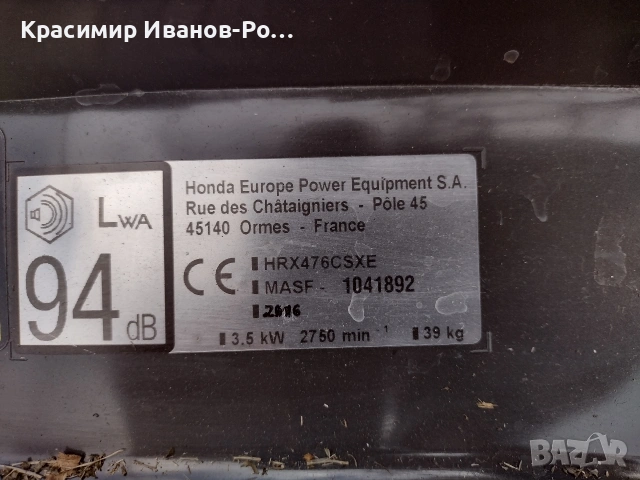 Красимир Иванов-Ро...
Honda Europe Power Equipment S.A.
Rue des Châtaigniers - Pôle 45
45140 Ormes - France
LWA
94 dB
CE
HRX476CSXE
MASF - 1041892
2016
3,5 kW 2750 min -1 39 kg
BAZAR